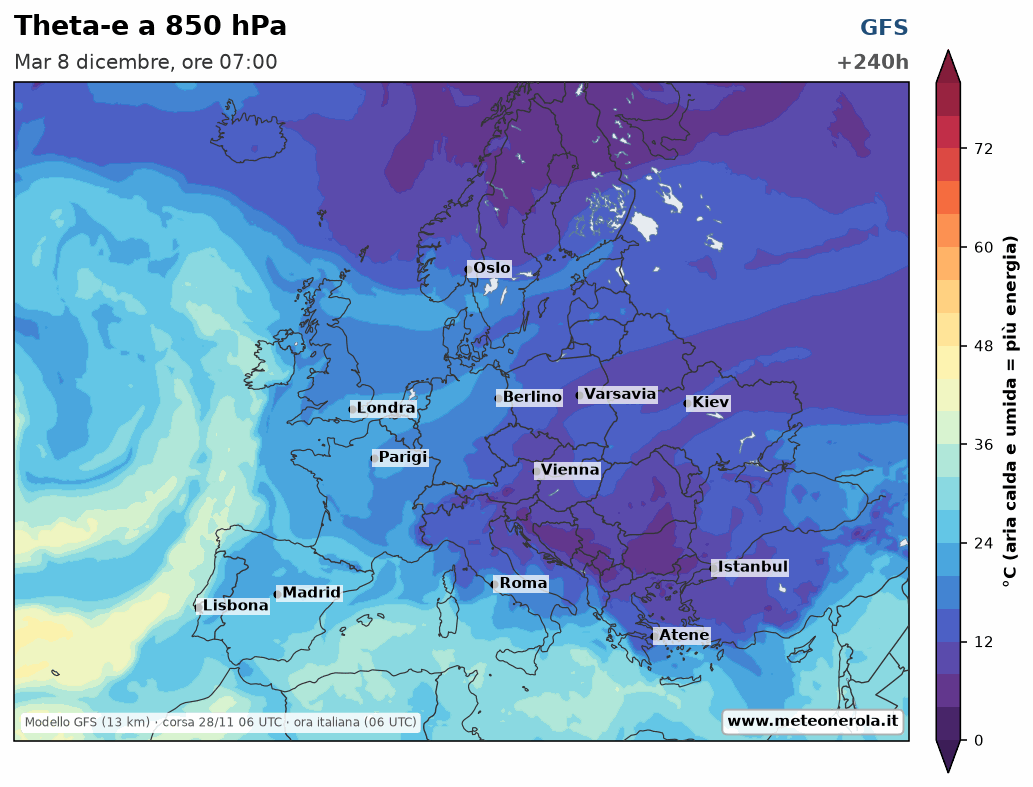 Theta-e a 850 hPa
GFS
Mar 8 dicembre, ore 07:00
+240h
72
60
48
36
24
12
0
°C (aria calda e umida = più energia)
Oslo
Berlino
Varsavia
Kiev
Londra
Parigi
Vienna
Istanbul
Roma
Madrid
Lisbona
Atene
Modello GFS (13 km) · corsa 28/11 06 UTC · ora italiana (06 UTC)
www.meteonerola.it